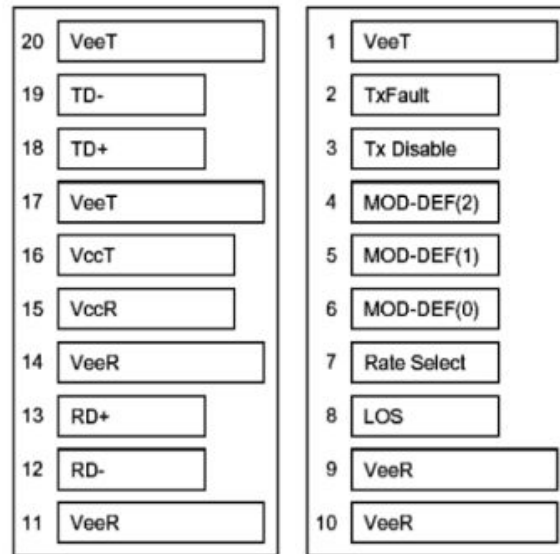 20 VeeT
19 TD-
18 TD+
17 VeeT
16 VccT
15 VccR
14 VeeR
13 RD+
12 RD-
11 VeeR
1 VeeT
2 TxFault
3 Tx Disable
4 MOD-DEF(2)
5 MOD-DEF(1)
6 MOD-DEF(0)
7 Rate Select
8 LOS
9 VeeR
10 VeeR